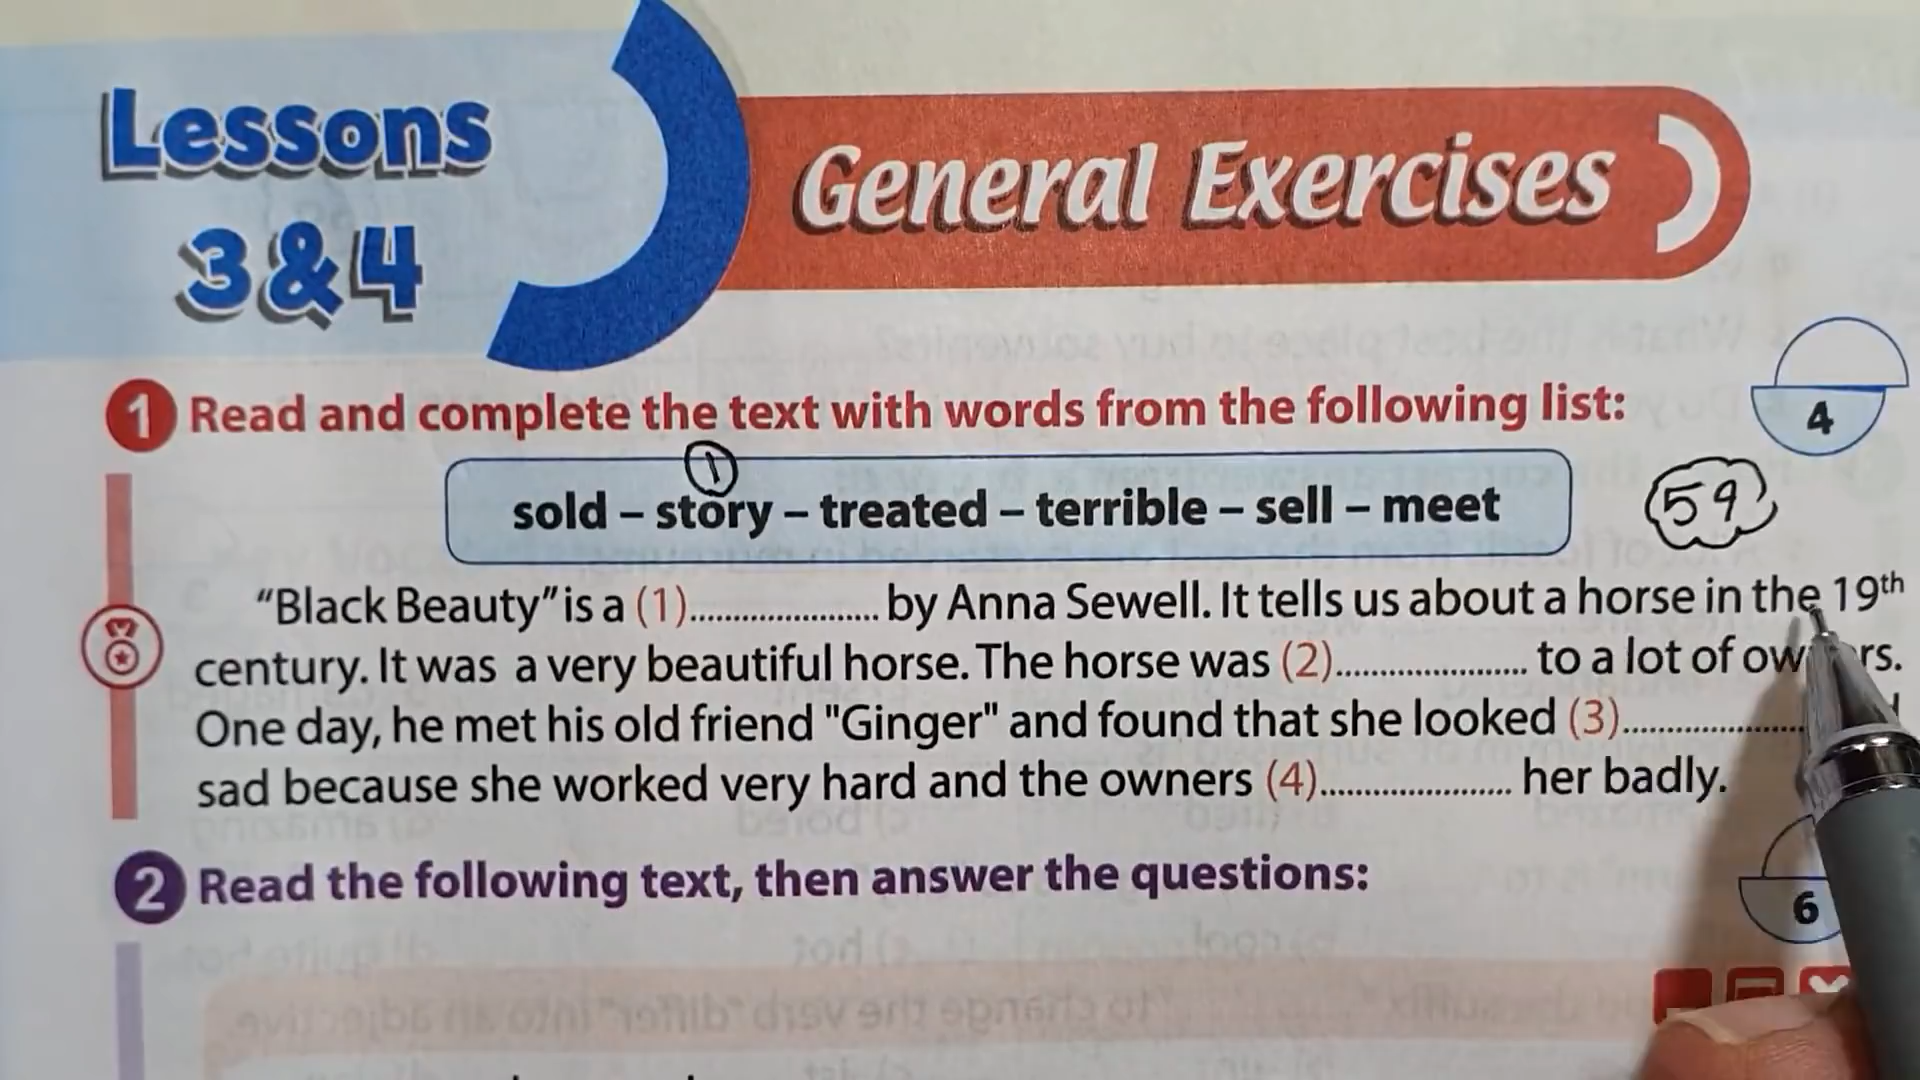 Lessons
3&4
General Exercises
4
1 Read and complete the text with words from the following list:
1
sold – story – treated – terrible – sell – meet
59
“Black Beauty” is a (1).................... by Anna Sewell. It tells us about a horse in the 19th
century. It was a very beautiful horse. The horse was (2).................... to a lot of
One day, he met his old friend "Ginger" and found that she looked (3)....................
sad because she worked very hard and the owners (4).................... her badly.
2 Read the following text, then answer the questions:
6